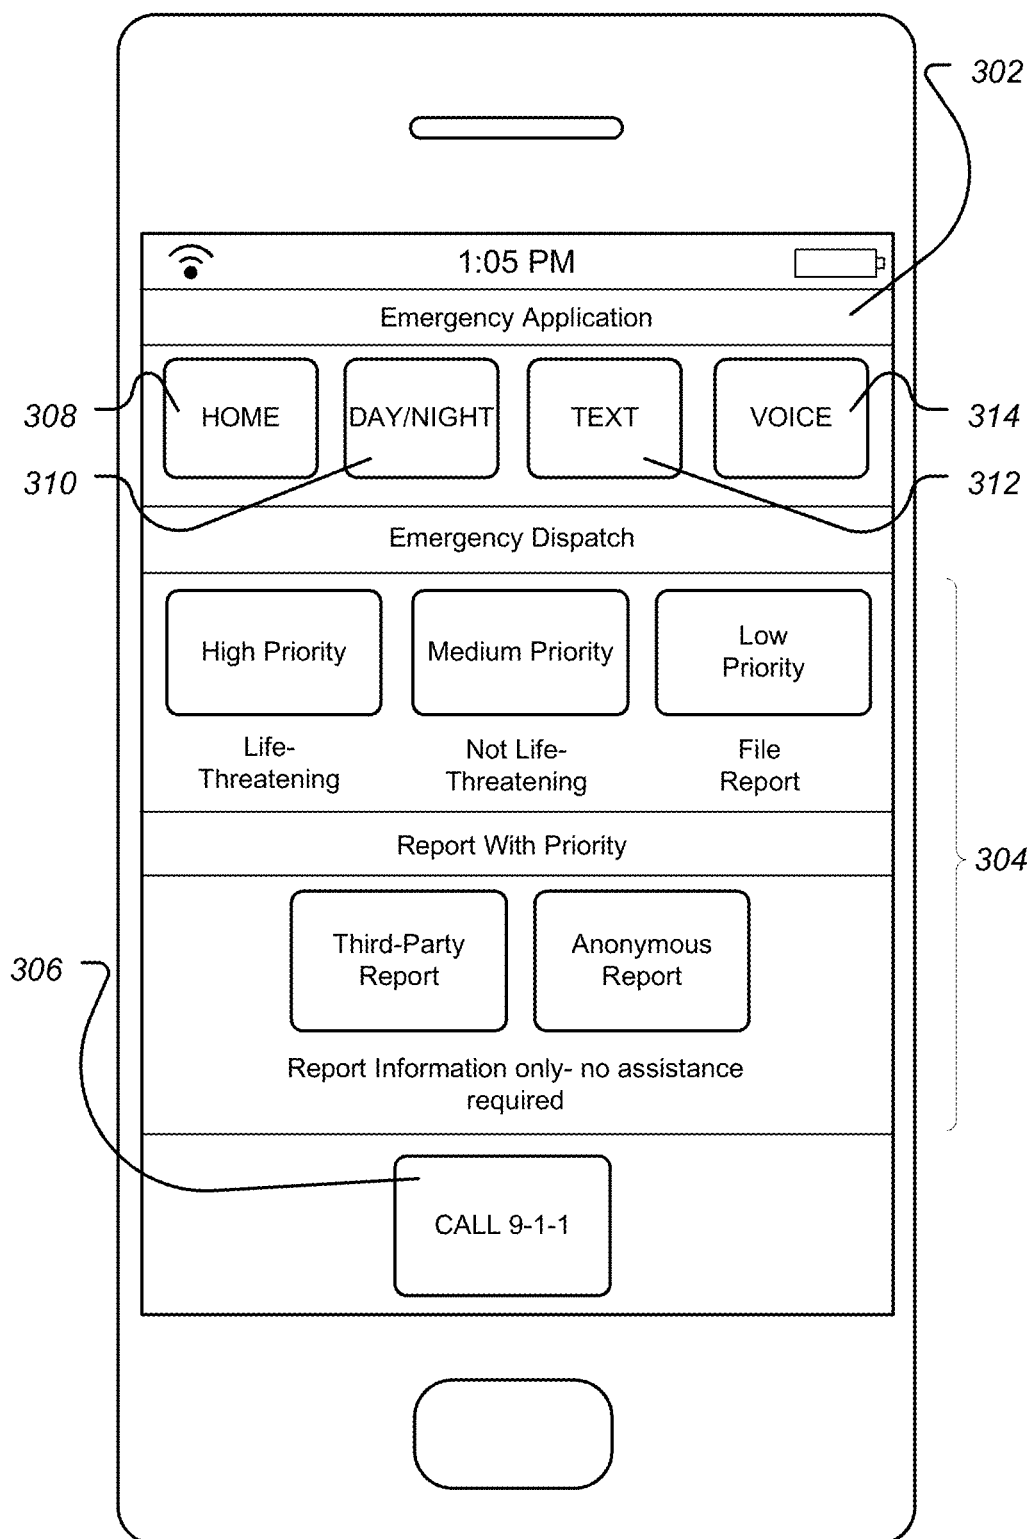 302
1:05 PM
Emergency Application
308
HOME
DAY/NIGHT
TEXT
VOICE
314
310
312
Emergency Dispatch
High Priority
Medium Priority
Low
Priority
Life-
Threatening
Not Life-
Threatening
File
Report
Report With Priority
304
Third-Party
Report
Anonymous
Report
306
Report Information only- no assistance
required
CALL 9-1-1